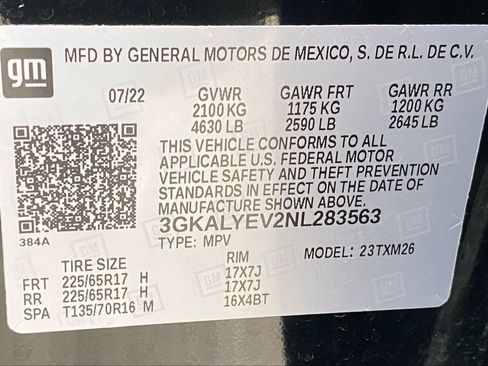 gm
MFD BY GENERAL MOTORS DE MEXICO, S. DE R.L. DE C.V.
07/22 GVWR GAWR FRT GAWR RR
2100 KG 1175 KG 1200 KG
4630 LB 2590 LB 2645 LB
THIS VEHICLE CONFORMS TO ALL
APPLICABLE U.S. FEDERAL MOTOR
VEHICLE SAFETY AND THEFT PREVENTION
STANDARDS IN EFFECT ON THE DATE OF
MANUFACTURE SHOWN ABOVE.
3GKALYEV2NL283563
384A
TYPE: MPV MODEL: 23TXM26
TIRE SIZE RIM
FRT 225/65R17 H 17X7J
RR 225/65R17 H 17X7J
SPA T135/70R16 M 16X4BT